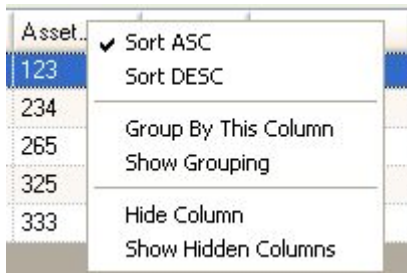 Asset...
Sort ASC
123
Sort DESC
234
Group By This Column
265
Show Grouping
325
Hide Column
333
Show Hidden Columns